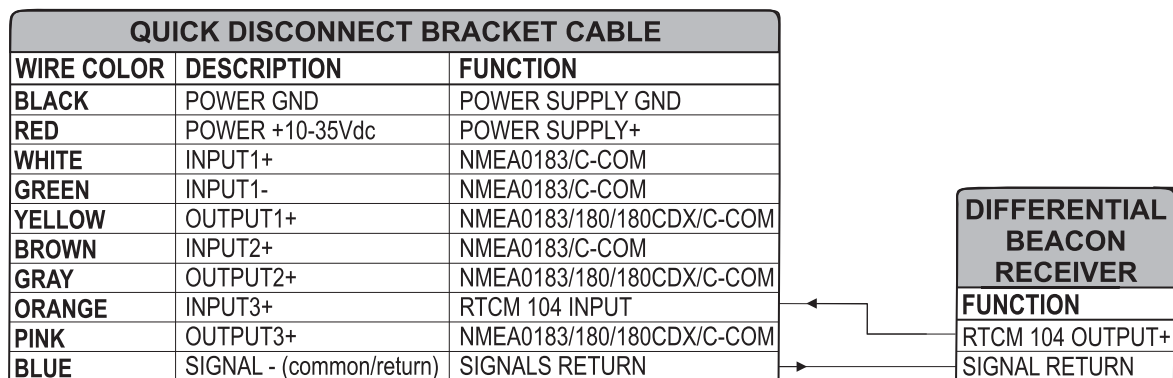 QUICK DISCONNECT BRACKET CABLE
WIRE COLOR DESCRIPTION FUNCTION
BLACK POWER GND POWER SUPPLY GND
RED POWER +10-35Vdc POWER SUPPLY+
WHITE INPUT1+ NMEA0183/C-COM
GREEN INPUT1- NMEA0183/C-COM
YELLOW OUTPUT1+ NMEA0183/180/180CDX/C-COM
BROWN INPUT2+ NMEA0183/C-COM
GRAY OUTPUT2+ NMEA0183/180/180CDX/C-COM
ORANGE INPUT3+ RTCM 104 INPUT
PINK OUTPUT3+ NMEA0183/180/180CDX/C-COM
BLUE SIGNAL - (common/return) SIGNALS RETURN
DIFFERENTIAL
BEACON
RECEIVER
FUNCTION
RTCM 104 OUTPUT+
SIGNAL RETURN